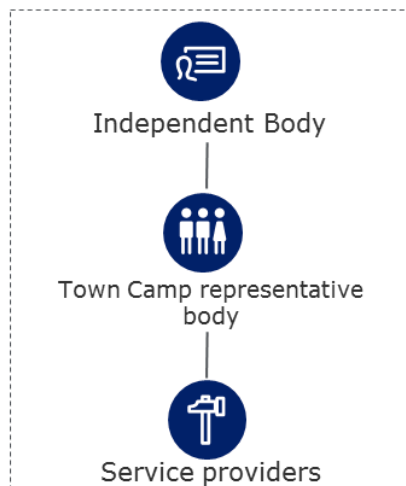 Independent Body
Town Camp representative
body
Service providers